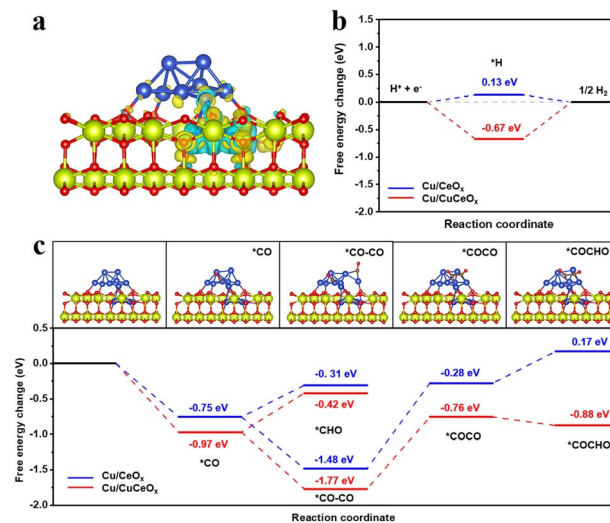 a
b
Free energy change (eV)
1.5
1.0
0.5
0.0
-0.5
-1.0
-1.5
-2.0
H⁺ + e⁻
*H
0.13 eV
1/2 H₂
-0.67 eV
Cu/CeOₓ
Cu/CuCeOₓ
Reaction coordinate
c
*CO
*CO-CO
*COCO
*COCHO
Free energy change (eV)
0.5
0.0
-0.5
-1.0
-1.5
-2.0
-0.75 eV
-0.97 eV
*CO
-0. 31 eV
-0.42 eV
*CHO
-1.48 eV
-1.77 eV
*CO-CO
-0.28 eV
-0.76 eV
*COCO
0.17 eV
-0.88 eV
*COCHO
Cu/CeOₓ
Cu/CuCeOₓ
Reaction coordinate